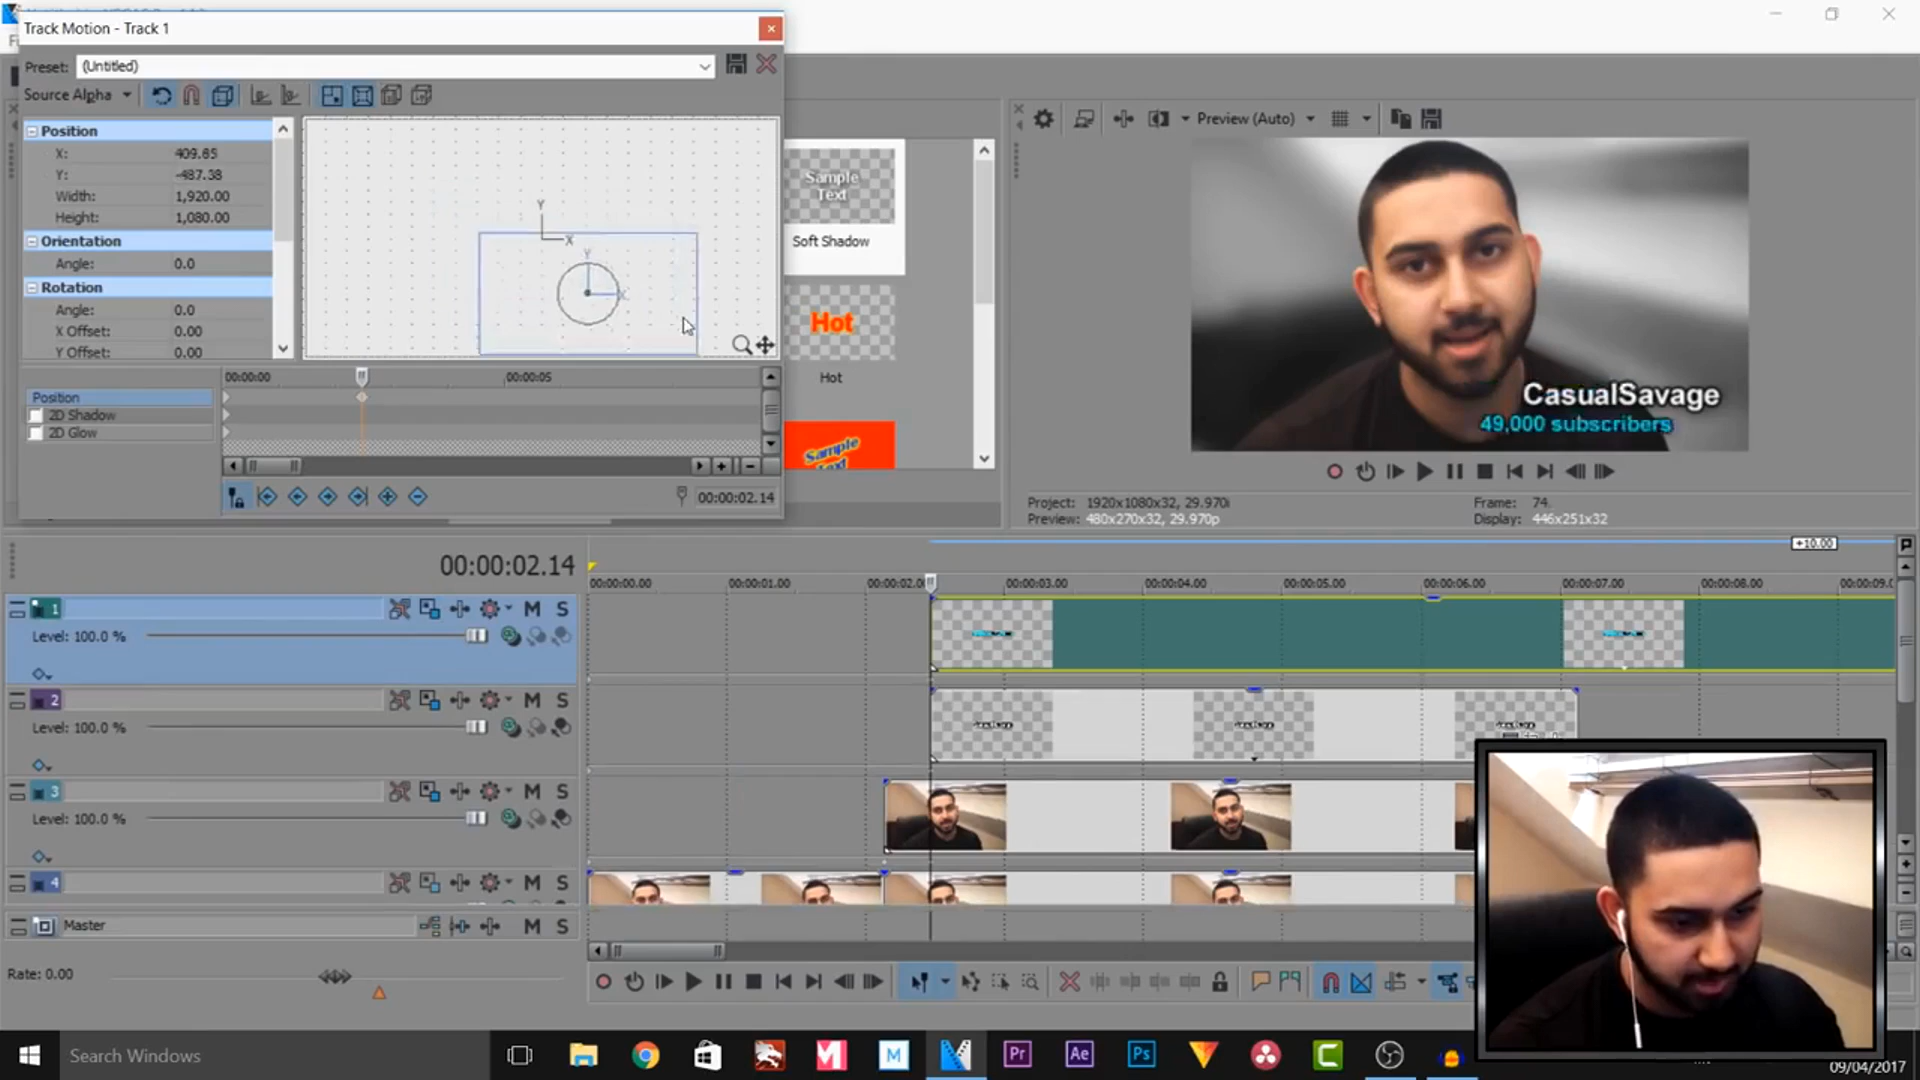 Track Motion - Track 1
Preset:
(Untitled)
Source Alpha
Position
X: 409.65
Y: -487.38
Width: 1,920.00
Height: 1,080.00
Orientation
Angle: 0.0
Rotation
Angle: 0.0
X Offset: 0.00
Y Offset: 0.00
Y
X
Y
X
00:00:00
00:00:05
Position
2D Shadow
2D Glow
00:00:02.14
Sample
Text
Soft Shadow
Hot
Hot
Sample
Text
Preview (Auto)
CasualSavage
49,000 subscribers
Project: 1920x1080x32, 29.970i
Preview: 480x270x32, 29.970p
Frame: 74
Display: 446x251x32
+10.00
00:00:02.14
00:00:00.00
00:00:01.00
00:00:02.
00:00:03.00
00:00:04.00
00:00:05.00
00:00:06.00
00:00:07.00
00:00:08.00
00:00:09.0
1
M S
Level: 100.0 %
2
M S
Level: 100.0 %
3
M S
Level: 100.0 %
4
M S
Master
M S
Rate: 0.00
Search Windows
M
Pr
Ae
Ps
C
09/04/2017